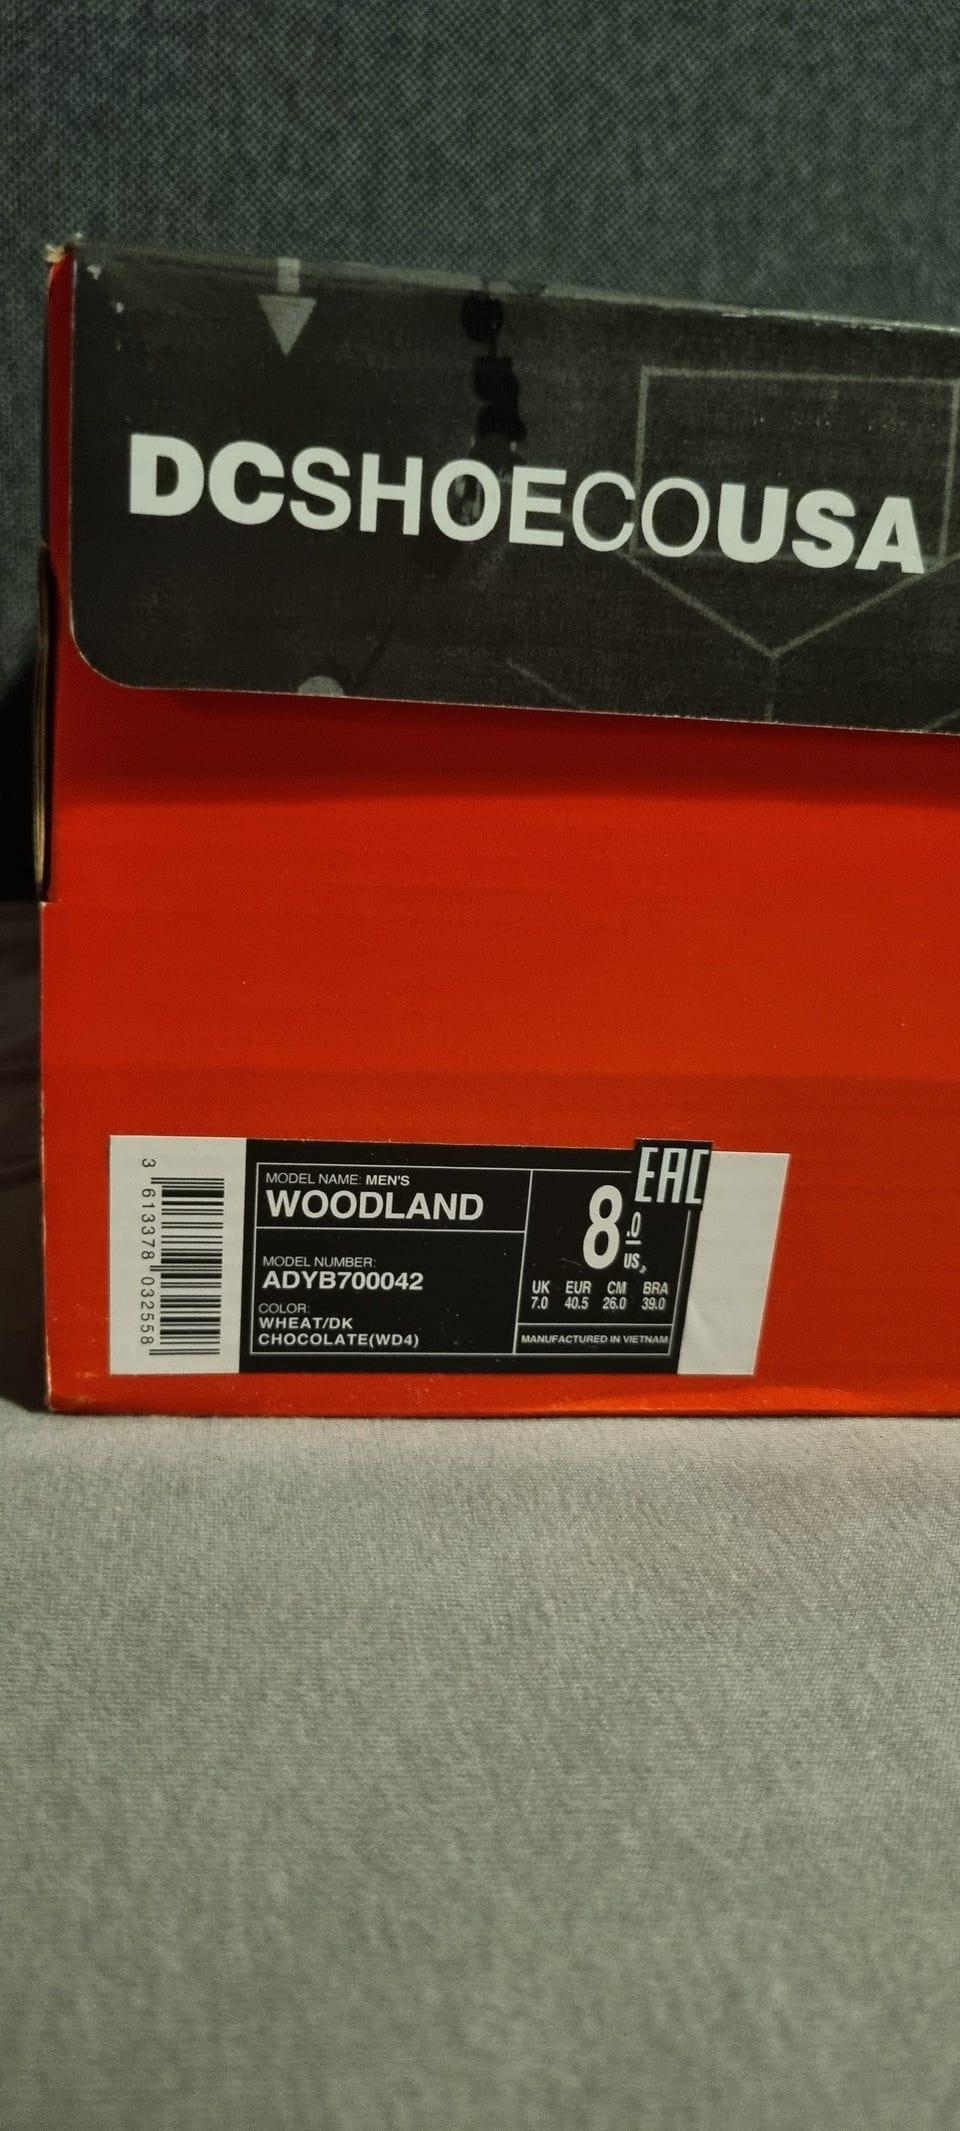 DCSHOECOUSA
3 613378 032558
MODEL NAME: MEN'S
WOODLAND
MODEL NUMBER:
ADYB700042
COLOR:
WHEAT/DK
CHOCOLATE(WD4)
8.0 US
EAC
UK EUR CM BRA
7.0 40.5 26.0 39.0
MANUFACTURED IN VIETNAM